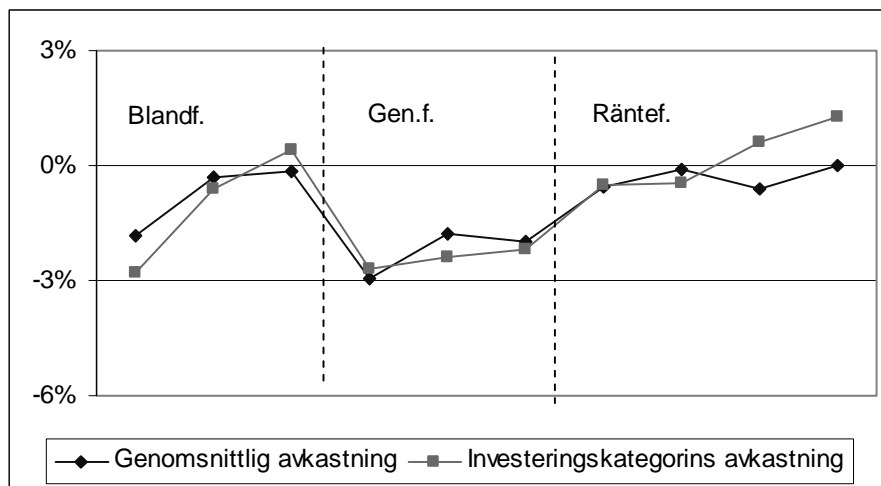 3%
Blandf. Gen.f. Räntef.
0%
-3%
-6%
Genomsnittlig avkastning Investeringskategorins avkastning